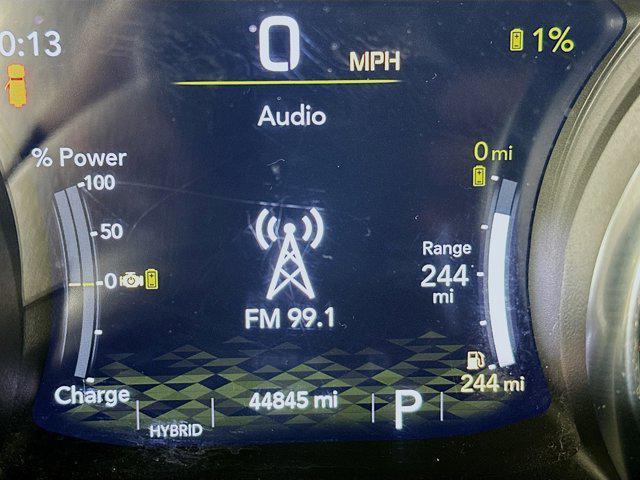 0:13
0 MPH
1%
Audio
% Power
100
50
0
Charge
0 mi
Range
244
mi
244 mi
FM 99.1
HYBRID
44845 mi
P